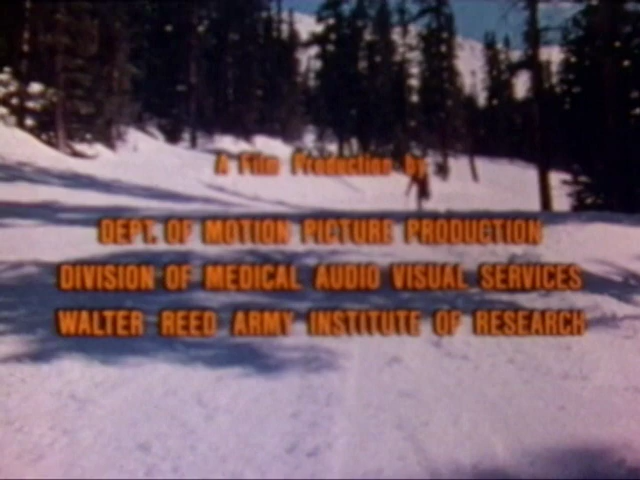 A Film Production by
DEPT. OF MOTION PICTURE PRODUCTION
DIVISION OF MEDICAL AUDIO VISUAL SERVICES
WALTER REED ARMY INSTITUTE OF RESEARCH